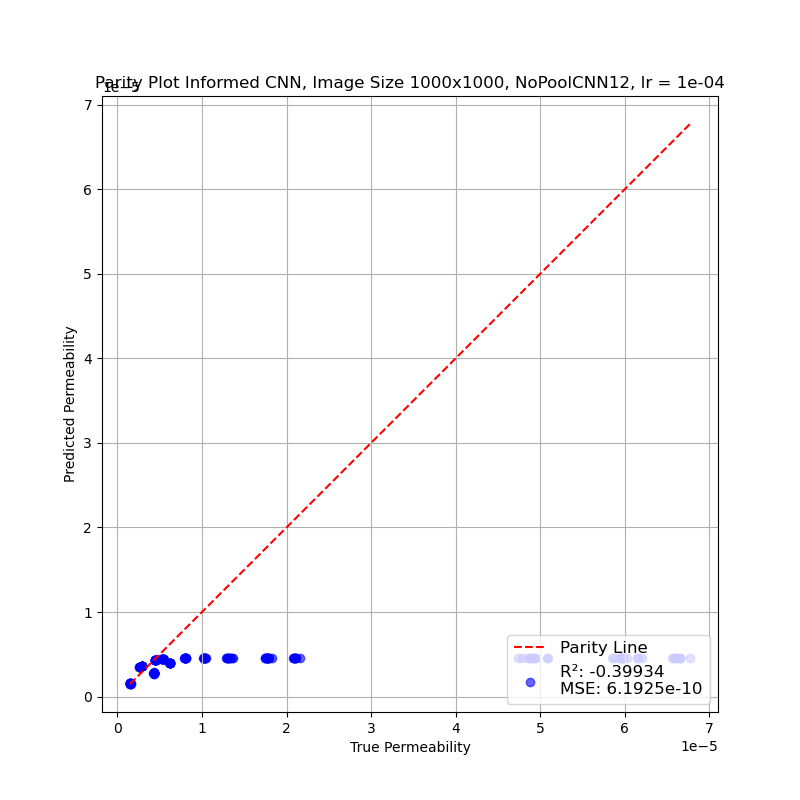 Parity Plot Informed CNN, Image Size 1000x1000, NoPoolCNN12, lr = 1e-04
1e−5
7
6
5
4
3
2
1
0
Predicted Permeability
Parity Line
R²: -0.39934
MSE: 6.1925e-10
0 1 2 3 4 5 6 7
True Permeability
1e−5